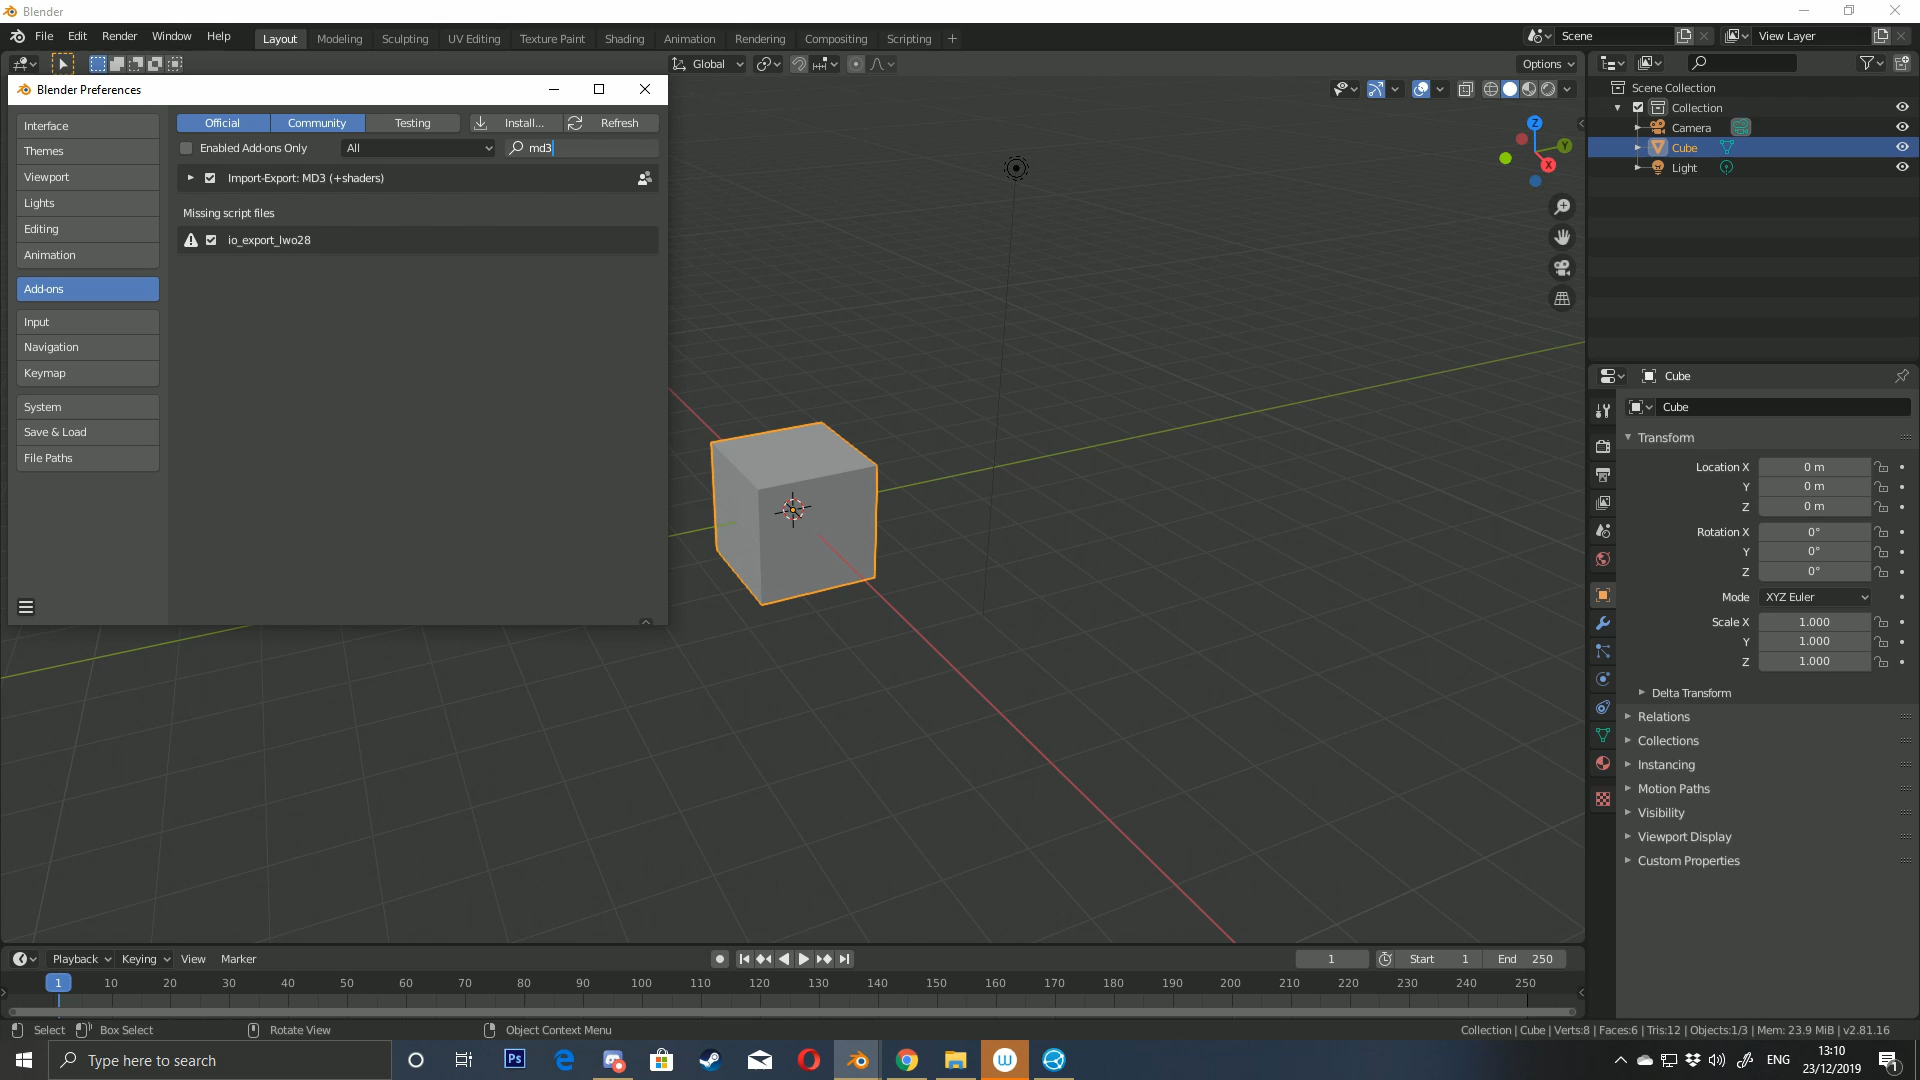 Blender
File Edit Render Window Help Layout Modeling Sculpting UV Editing Texture Paint Shading Animation Rendering Compositing Scripting + Scene View Layer
Global Options
Blender Preferences
Interface
Themes
Viewport
Lights
Editing
Animation
Add-ons
Input
Navigation
Keymap
System
Save & Load
File Paths
Official Community Testing Install... Refresh
Enabled Add-ons Only All md3
Import-Export: MD3 (+shaders)
Missing script files
io_export_lwo28
Z
Y
X
Scene Collection
Collection
Camera
Cube
Light
Cube
Cube
Transform
Location X 0 m
Y 0 m
Z 0 m
Rotation X 0°
Y 0°
Z 0°
Mode XYZ Euler
Scale X 1.000
Y 1.000
Z 1.000
Delta Transform
Relations
Collections
Instancing
Motion Paths
Visibility
Viewport Display
Custom Properties
Playback Keying View Marker 1 Start 1 End 250
1 10 20 30 40 50 60 70 80 90 100 110 120 130 140 150 160 170 180 190 200 210 220 230 240 250
Select Box Select Rotate View Object Context Menu Collection | Cube | Verts:8 | Faces:6 | Tris:12 | Objects:1/3 | Mem: 23.9 MiB | v2.81.16
Type here to search Ps ENG 13:10
23/12/2019 1